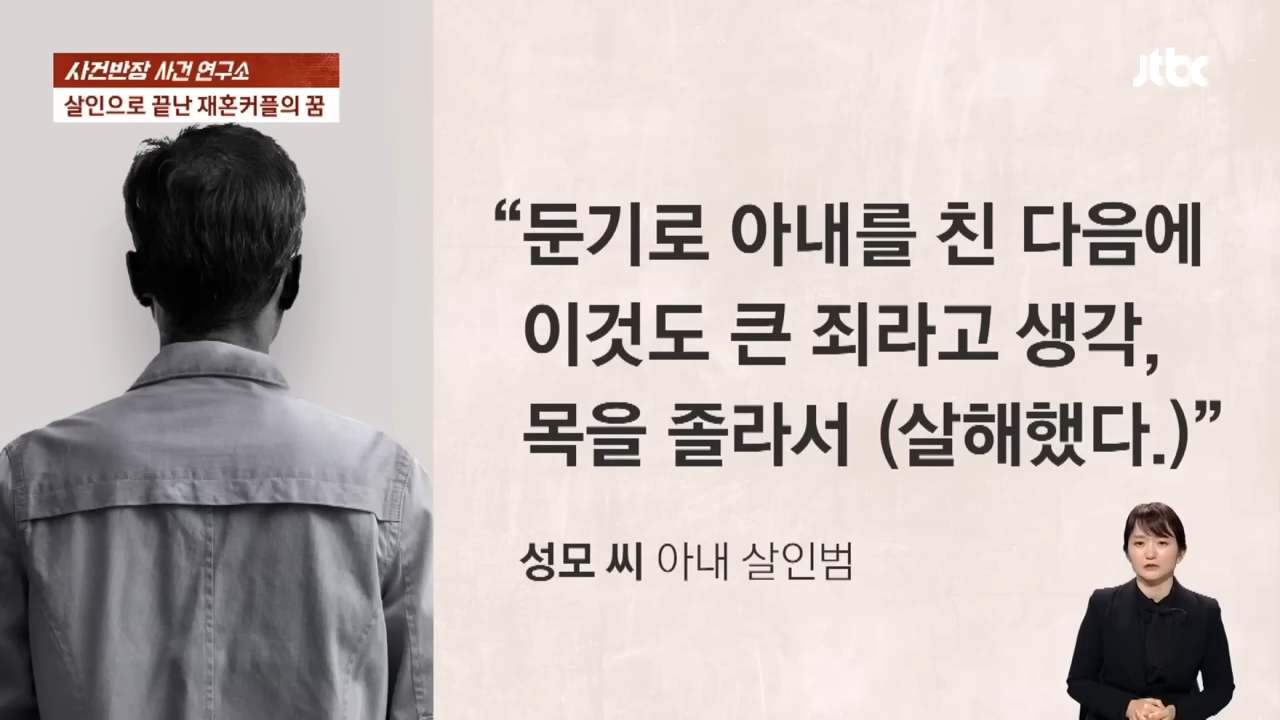 사건반장 사건 연구소
살인으로 끝난 재혼커플의 꿈
jtbc
“둔기로 아내를 친 다음에
이것도 큰 죄라고 생각,
목을 졸라서 (살해했다.)”
성모 씨 아내 살인범